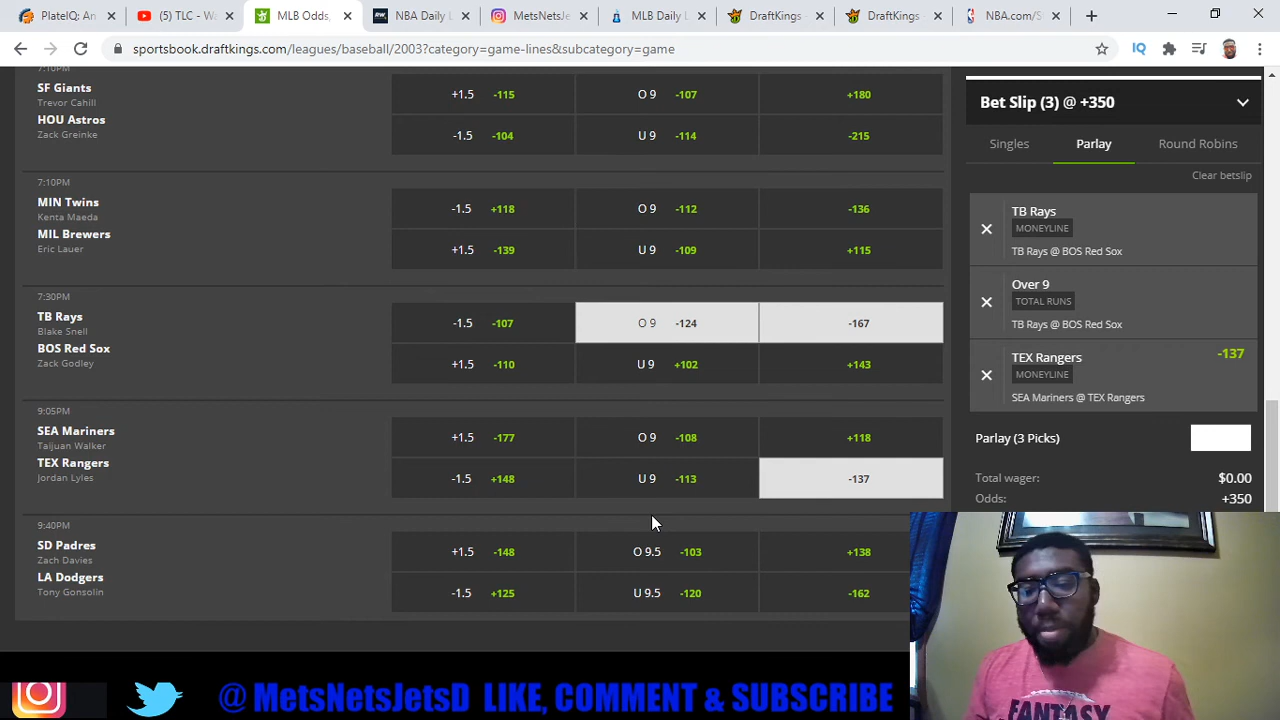 PlateIQ: An
(5) TLC - Wa
MLB Odds,
NBA Daily L
MetsNetsJe
MLB Daily L
DraftKings
DraftKings
NBA.com/S
sportsbook.draftkings.com/leagues/baseball/2003?category=game-lines&subcategory=game
IQ
7:10PM
SF Giants
Trevor Cahill
+1.5 -115
O 9 -107
+180
HOU Astros
Zack Greinke
-1.5 -104
U 9 -114
-215
7:10PM
MIN Twins
Kenta Maeda
-1.5 +118
O 9 -112
-136
MIL Brewers
Eric Lauer
+1.5 -139
U 9 -109
+115
7:30PM
TB Rays
Blake Snell
-1.5 -107
O 9 -124
-167
BOS Red Sox
Zack Godley
+1.5 -110
U 9 +102
+143
9:05PM
SEA Mariners
Taijuan Walker
+1.5 -177
O 9 -108
+118
TEX Rangers
Jordan Lyles
-1.5 +148
U 9 -113
-137
9:40PM
SD Padres
Zach Davies
+1.5 -148
O 9.5 -103
+138
LA Dodgers
Tony Gonsolin
-1.5 +125
U 9.5 -120
-162
Bet Slip (3) @ +350
Singles
Parlay
Round Robins
Clear betslip
TB Rays
MONEYLINE
TB Rays @ BOS Red Sox
Over 9
TOTAL RUNS
TB Rays @ BOS Red Sox
TEX Rangers -137
MONEYLINE
SEA Mariners @ TEX Rangers
Parlay (3 Picks)
Total wager: $0.00
Odds: +350
@ MetsNetsJetsD LIKE, COMMENT & SUBSCRIBE
FANTASY